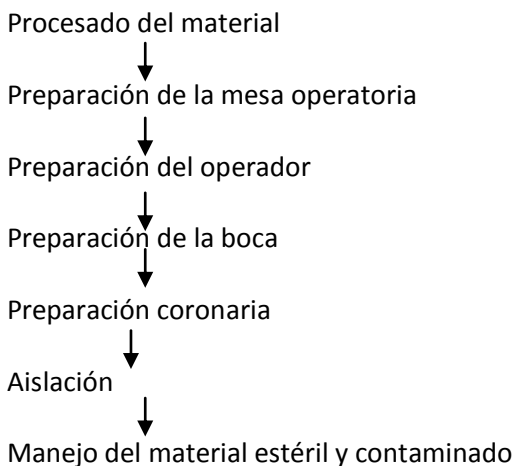 Procesado del material
Preparación de la mesa operatoria
Preparación del operador
Preparación de la boca
Preparación coronaria
Aislación
Manejo del material estéril y contaminado